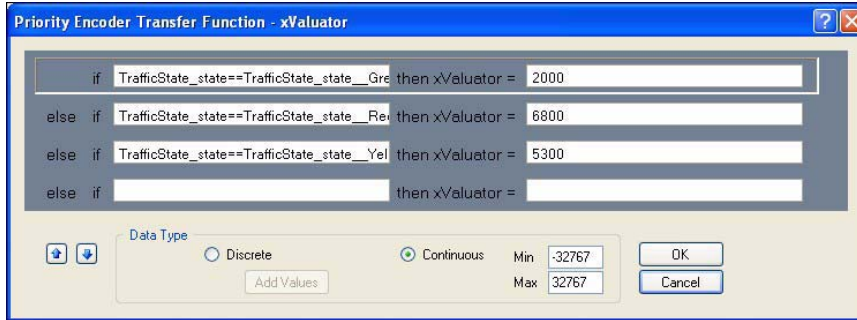 Priority Encoder Transfer Function - xValuator
if TrafficState_state==TrafficState_state__Gre then xValuator = 2000
else if TrafficState_state==TrafficState_state__Re then xValuator = 6800
else if TrafficState_state==TrafficState_state__Yel then xValuator = 5300
else if then xValuator =
Data Type
Discrete Continuous Min -32767 OK
Add Values Max 32767 Cancel